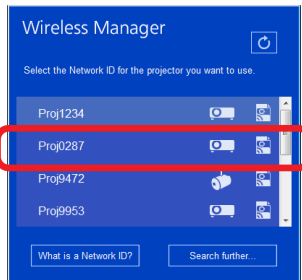 Wireless Manager
Select the Network ID for the projector you want to use.
Proj1234
Proj0287
Proj9472
Proj9953
What is a Network ID?
Search further...